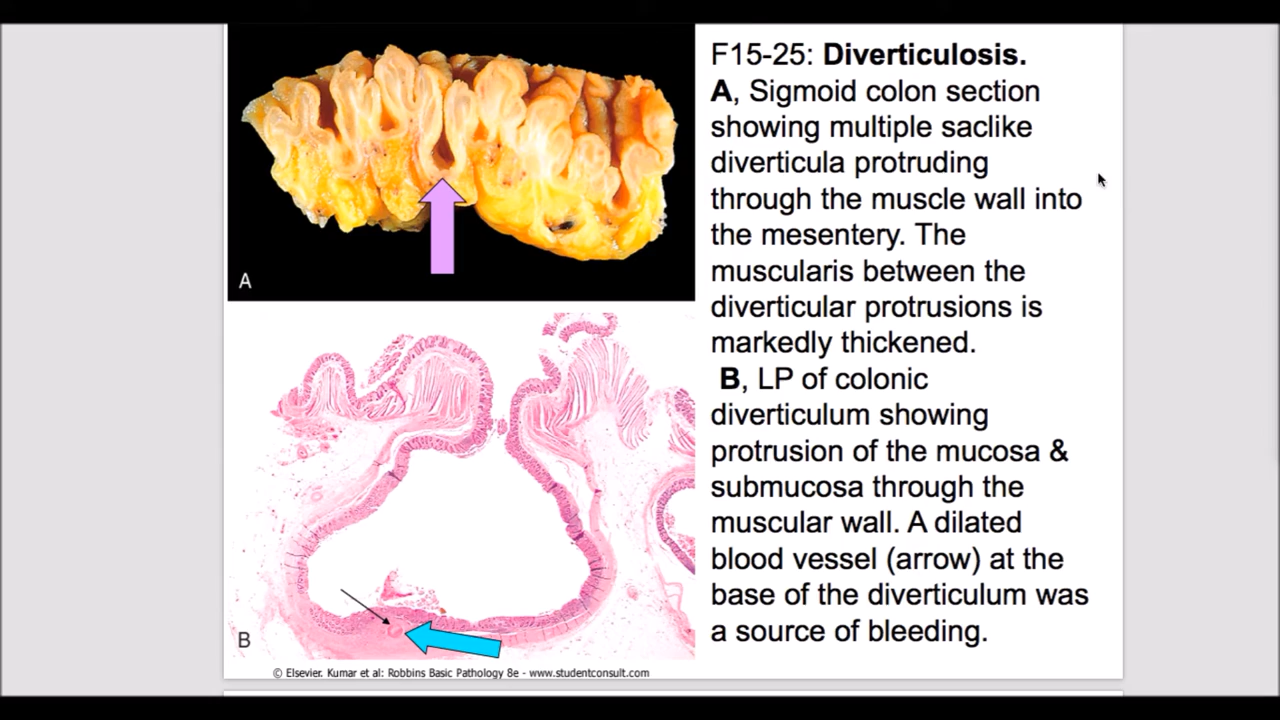 F15-25: Diverticulosis.
A, Sigmoid colon section
showing multiple saclike
diverticula protruding
through the muscle wall into
the mesentery. The
muscularis between the
diverticular protrusions is
markedly thickened.
B, LP of colonic
diverticulum showing
protrusion of the mucosa &
submucosa through the
muscular wall. A dilated
blood vessel (arrow) at the
base of the diverticulum was
a source of bleeding.
A
B
© Elsevier. Kumar et al: Robbins Basic Pathology 8e - www.studentconsult.com